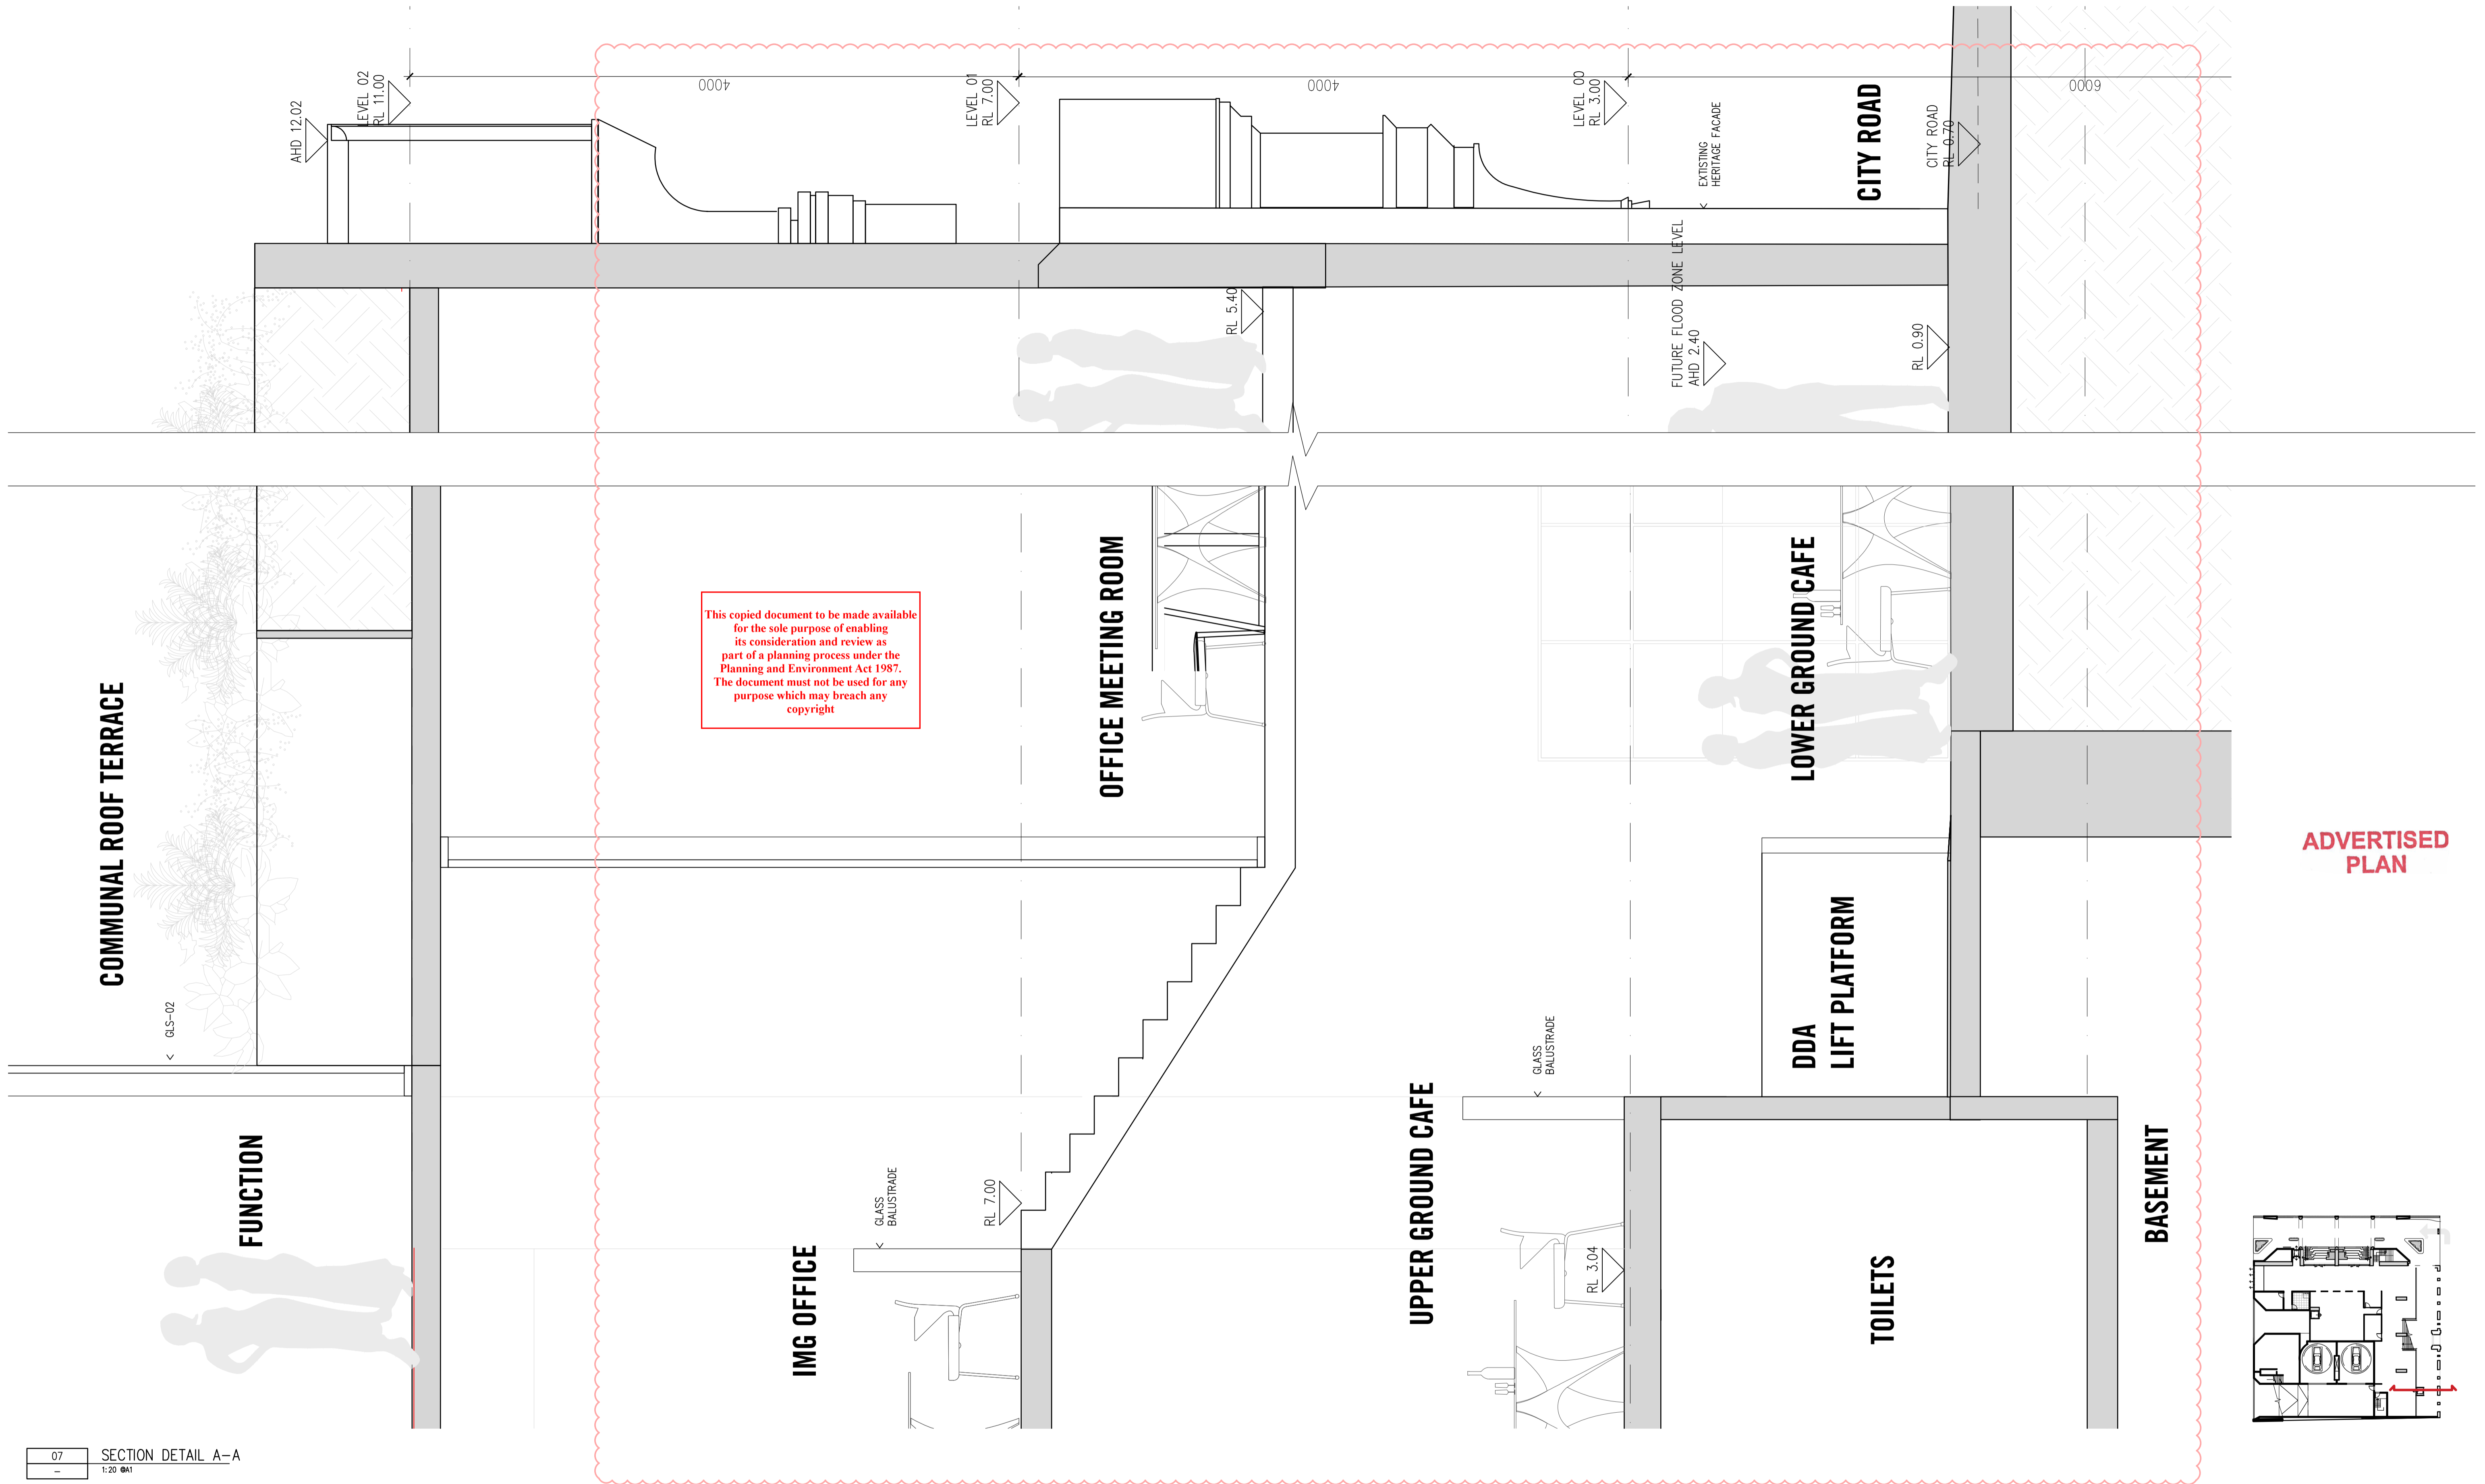 AHD 12.02
LEVEL 02
RL 11.00
4000
LEVEL 01
RL 7.00
4000
LEVEL 00
RL 3.00
EXTISTING
HERITAGE FACADE
CITY ROAD
CITY ROAD
RL 0.70
6000
RL 5.40
FUTURE FLOOD ZONE LEVEL
AHD 2.40
RL 0.90
This copied document to be made available
for the sole purpose of enabling
its consideration and review as
part of a planning process under the
Planning and Environment Act 1987.
The document must not be used for any
purpose which may breach any
copyright
OFFICE MEETING ROOM
LOWER GROUND CAFE
COMMUNAL ROOF TERRACE
ADVERTISED
PLAN
GLS-02
DDA
LIFT PLATFORM
GLASS
BALUSTRADE
FUNCTION
GLASS
BALUSTRADE
RL 7.00
IMG OFFICE
UPPER GROUND CAFE
RL 3.04
TOILETS
BASEMENT
07
SECTION DETAIL A-A
–
1:20 @A1